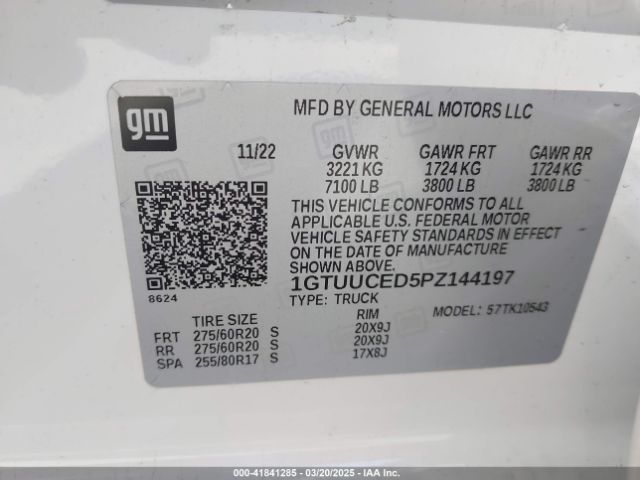 gm
MFD BY GENERAL MOTORS LLC
11/22 GVWR GAWR FRT GAWR RR
3221 KG 1724 KG 1724 KG
7100 LB 3800 LB 3800 LB
THIS VEHICLE CONFORMS TO ALL
APPLICABLE U.S. FEDERAL MOTOR
VEHICLE SAFETY STANDARDS IN EFFECT
ON THE DATE OF MANUFACTURE
SHOWN ABOVE.
1GTUUCED5PZ144197
8624
TYPE: TRUCK
MODEL: 57TK10543
TIRE SIZE RIM
FRT 275/60R20 S 20X9J
RR 275/60R20 S 20X9J
SPA 255/80R17 S 17X8J
000-41841285 - 03/20/2025 - IAA Inc.